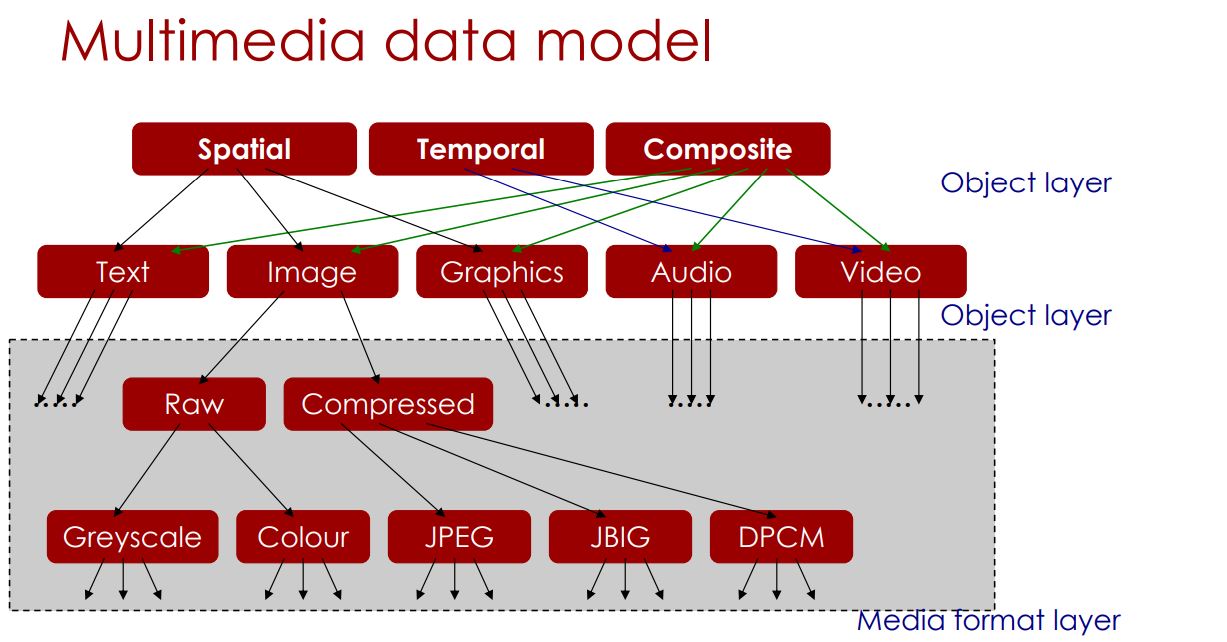 Multimedia data model
Spatial Temporal Composite
Object layer
Text Image Graphics Audio Video
Object layer
..... Raw Compressed ..... ..... .....
Greyscale Colour JPEG JBIG DPCM
Media format layer